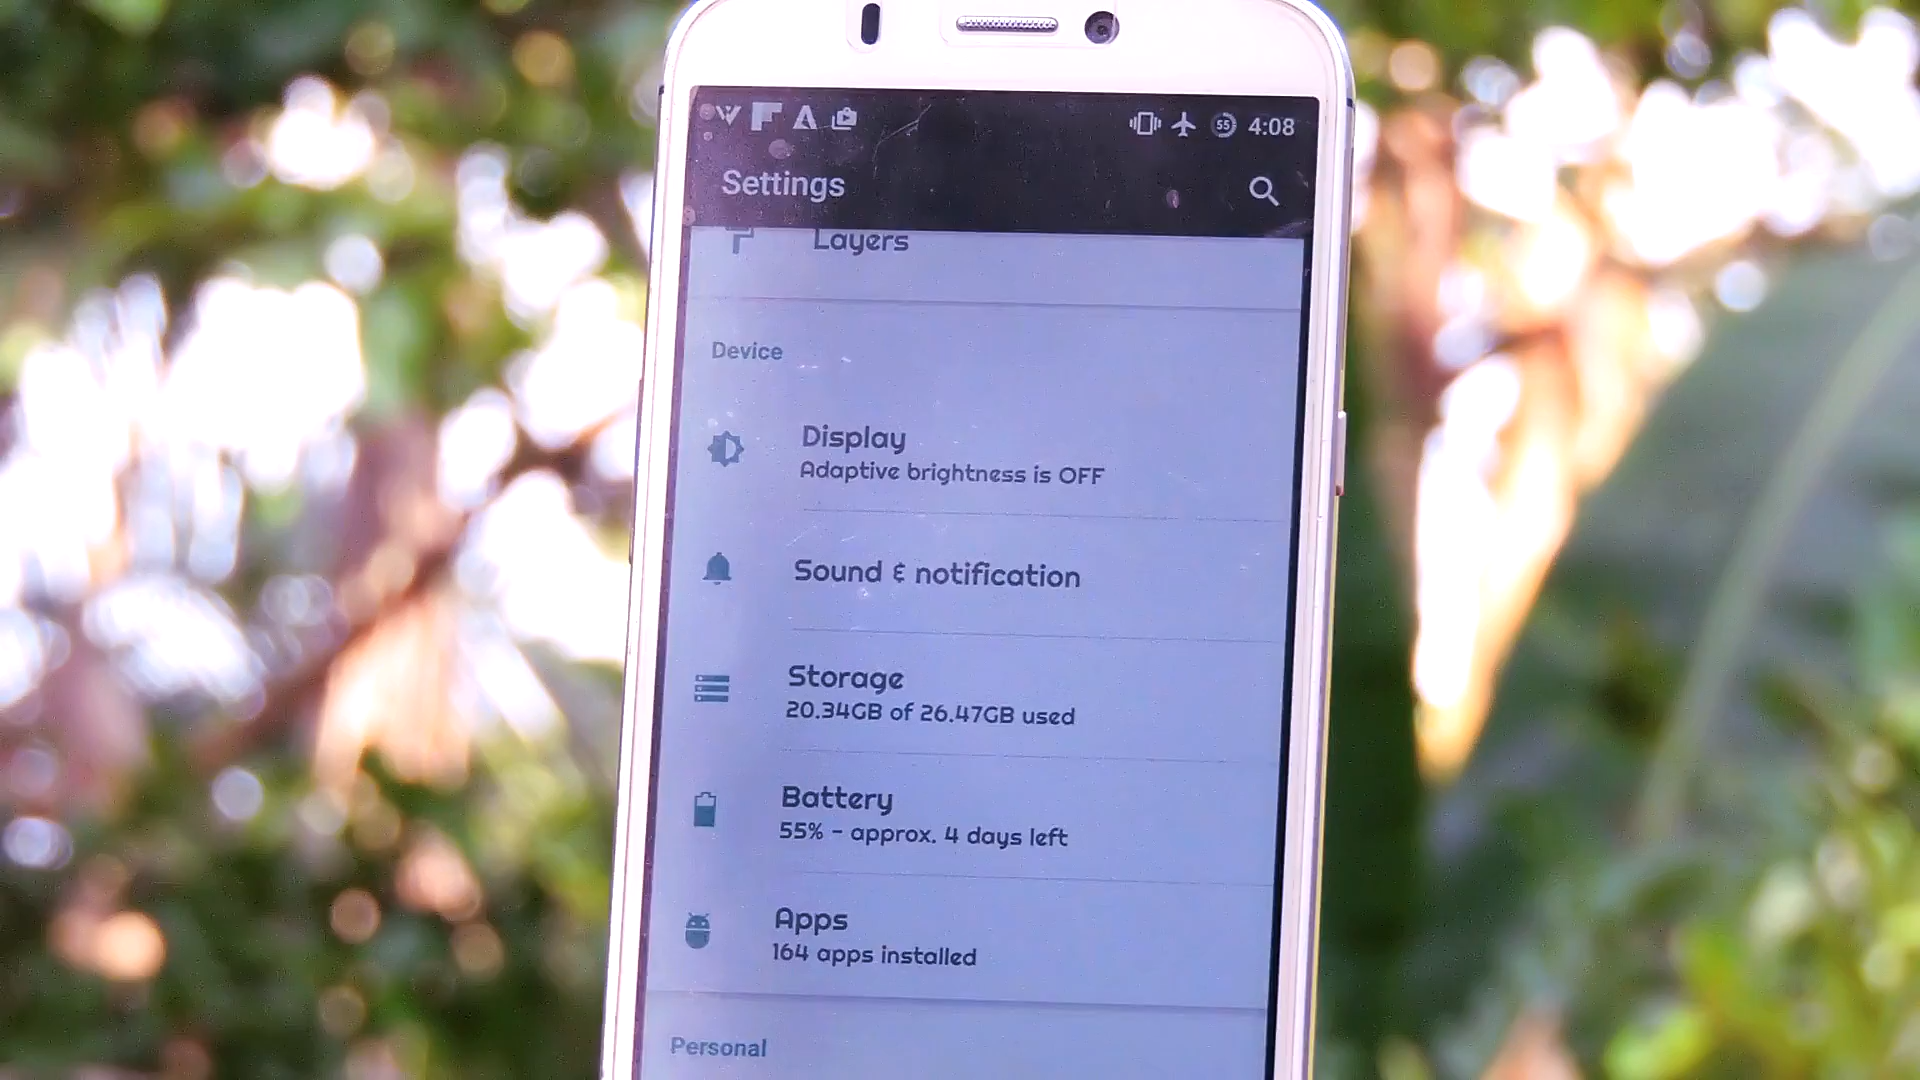 55 4:08
Settings
Layers
Device
Display
Adaptive brightness is OFF
Sound & notification
Storage
20.34GB of 26.47GB used
Battery
55% - approx. 4 days left
Apps
164 apps installed
Personal